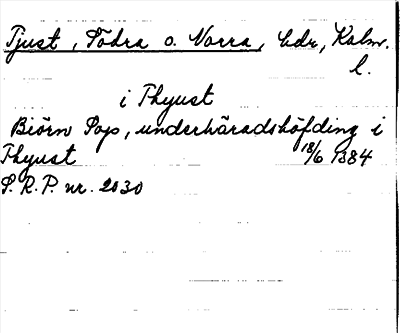 Tjust, Södra o. Norra, hdr, Kalm.
l.
i Thyust
Biörn Pop, underhäradshöfding i
Thyust 18/6 1384
S.R.P. nr. 2030